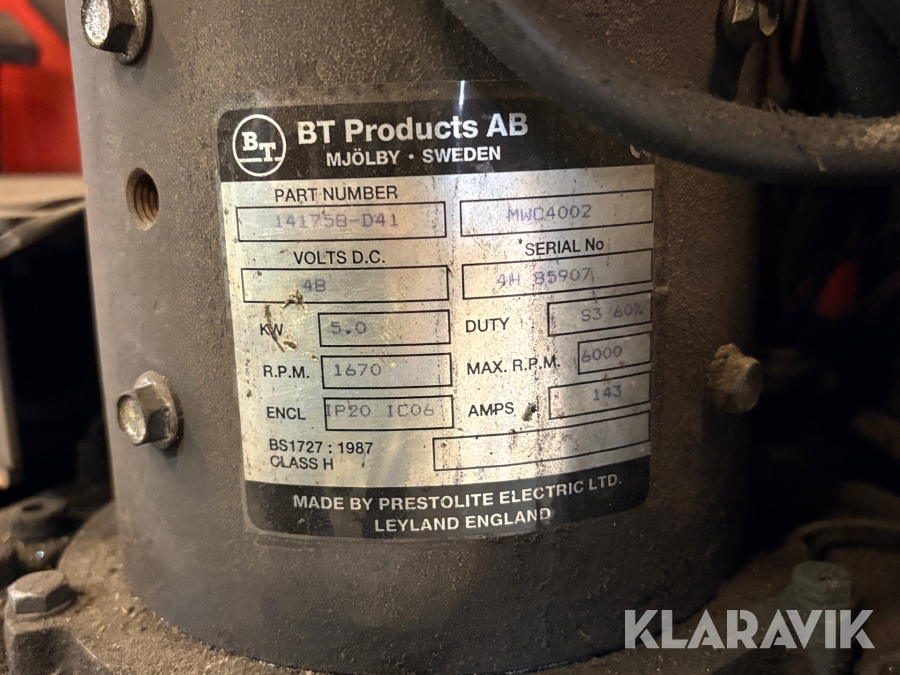 BT
BT Products AB
MJÖLBY · SWEDEN
PART NUMBER
141758-D41 MWC4002
VOLTS D.C. SERIAL No
48 4H 85907
KW 5.0 DUTY S3 60%
R.P.M. 1670 MAX. R.P.M. 6000
ENCL IP20 IC06 AMPS 143
BS1727 : 1987
CLASS H
MADE BY PRESTOLITE ELECTRIC LTD.
LEYLAND ENGLAND
KLARAVIK